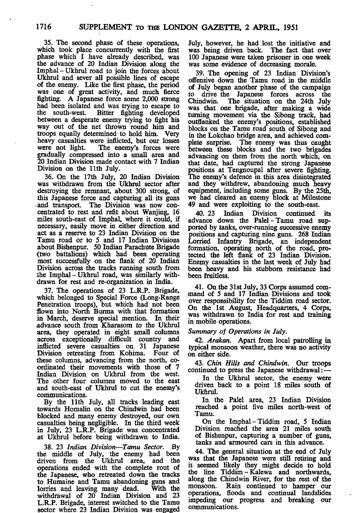 1716 SUPPLEMENT TO THE LONDON GAZETTE, 2 APRIL, 1951
35. The second phase of these operations,
which took place concurrently with the first
phase which I have already described, was
the advance of 20 Indian Division along the
Imphal - Ukhrul road to join the forces about
Ukhrul and sever all possible lines of escape
of the enemy. Like the first phase, the period
was one of great activity, and much fierce
fighting. A Japanese force some 2,000 strong
had been isolated and was trying to escape to
the south-west. Bitter fighting developed
between a desperate enemy trying to fight his
way out of the net thrown round him and
troops equally determined to hold him. Very
heavy casualties were inflicted, but our losses
were not light. The enemy's forces were
gradually compressed into a small area and
20 Indian Division made contact with 7 Indian
Division on the 11th July.
36. On the 17th July, 20 Indian Division
was withdrawn from the Ukhrul sector after
destroying the remnant, about 300 strong, of
this Japanese force and capturing all its guns
and transport. The Division was now con-
centrated to rest and refit about Wanjing, 16
miles south-east of Imphal, where it could, if
necessary, easily move in either direction and
act as a reserve to 23 Indian Division on the
Tamu road or to 5 and 17 Indian Divisions
about Bishenpur. 50 Indian Parachute Brigade
(two battalions) which had been operating
most successfully on the flank of 20 Indian
Division across the tracks running south from
the Imphal - Ukhrul road, was similarly with-
drawn for rest and re-organization in India.
37. The operations of 23 L.R.P. Brigade,
which belonged to Special Force (Long-Range
Penetration troops), but which had not been
flown into North Burma with that formation
in March, deserve special mention. In their
advance south from Kharasom to the Ukhrul
area, they operated in eight small columns
across exceptionally difficult country and
inflicted severe casualties on 31 Japanese
Division retreating from Kohima. Four of
these columns, advancing from the north, co-
ordinated their movements with those of 7
Indian Division on Ukhrul from the west.
The other four columns moved to the east
and south-east of Ukhrul to cut the enemy's
communications.
By the 11th July, all tracks leading east
towards Homalin on the Chindwin had been
blocked and many enemy destroyed, our own
casualties being negligible. In the third week
in July, 23 L.R.P. Brigade was concentrated
at Ukhrul before being withdrawn to India.
38. 23 Indian Division—Tamu Sector. By
the middle of July, the enemy had been
driven from the Ukhrul area, and the
operations ended with the complete rout of
the Japanese, who retreated down the tracks
to Humaine and Tamu abandoning guns and
lorries and leaving many dead. With the
withdrawal of 20 Indian Division and 23
L.R.P. Brigade, interest switched to the Tamu
sector where 23 Indian Division was engaged
July, however, he had lost the initiative and
was being driven back. The fact that over
100 Japanese were taken prisoner in one week
was some evidence of decreasing morale.
39. The opening of 23 Indian Division's
offensive down the Tamu road in the middle
of July began another phase of the campaign
to drive the Japanese forces across the
Chindwin. The situation on the 24th July
was that one brigade, after making a wide
turning movement via the Sibong track, had
outflanked the enemy's positions, established
blocks on the Tamu road south of Sibong and
in the Lokchao bridge area, and achieved com-
plete surprise. The enemy was thus caught
between these blocks and the two brigades
advancing on them from the north which, on
that date, had captured the strong Japanese
positions at Tengnoupal after severe fighting.
The enemy's defence in this area disintegrated
and they withdrew, abandoning much heavy
equipment, including some guns. By the 25th,
we had cleared an enemy block at Milestone
49 and were exploiting to the south-east.
40. 23 Indian Division continued its
advance down the Palel - Tamu road sup-
ported by tanks, over-running successive enemy
positions and capturing nine guns. 268 Indian
Lorried Infantry Brigade, an independent
formation, operating north of the road, pro-
tected the left flank of 23 Indian Division.
Enemy casualties in the last week of July had
been heavy and his stubborn resistance had
been fruitless.
41. On the 31st July, 33 Corps assumed com-
mand of 5 and 17 Indian Divisions and took
over responsibility for the Tiddim road sector.
On the 1st August, Headquarters, 4 Corps,
was withdrawn to India for rest and training
in mobile operations.
Summary of Operations in July.
42. Arakan. Apart from local patrolling in
typical monsoon weather, there was no activity
on either side.
43. Chin Hills and Chindwin. Our troops
continued to press the Japanese withdrawal:—
In the Ukhrul sector, the enemy were
driven back to a point 18 miles south of
Ukhrul.
In the Palel area, 23 Indian Division
reached a point five miles north-west of
Tamu.
On the Imphal - Tiddim road, 5 Indian
Division reached the area 21 miles south
of Bishenpur, capturing a number of guns,
tanks and armoured cars in this advance.
44. The general situation at the end of July
was that the Japanese were still retiring and
it seemed likely they might decide to hold
the line Tiddim - Kalewa and northwards,
along the Chindwin River, for the rest of the
monsoon. Rain continued to hamper our
operations, floods and continual landslides
impeding our progress and breaking our
communications.